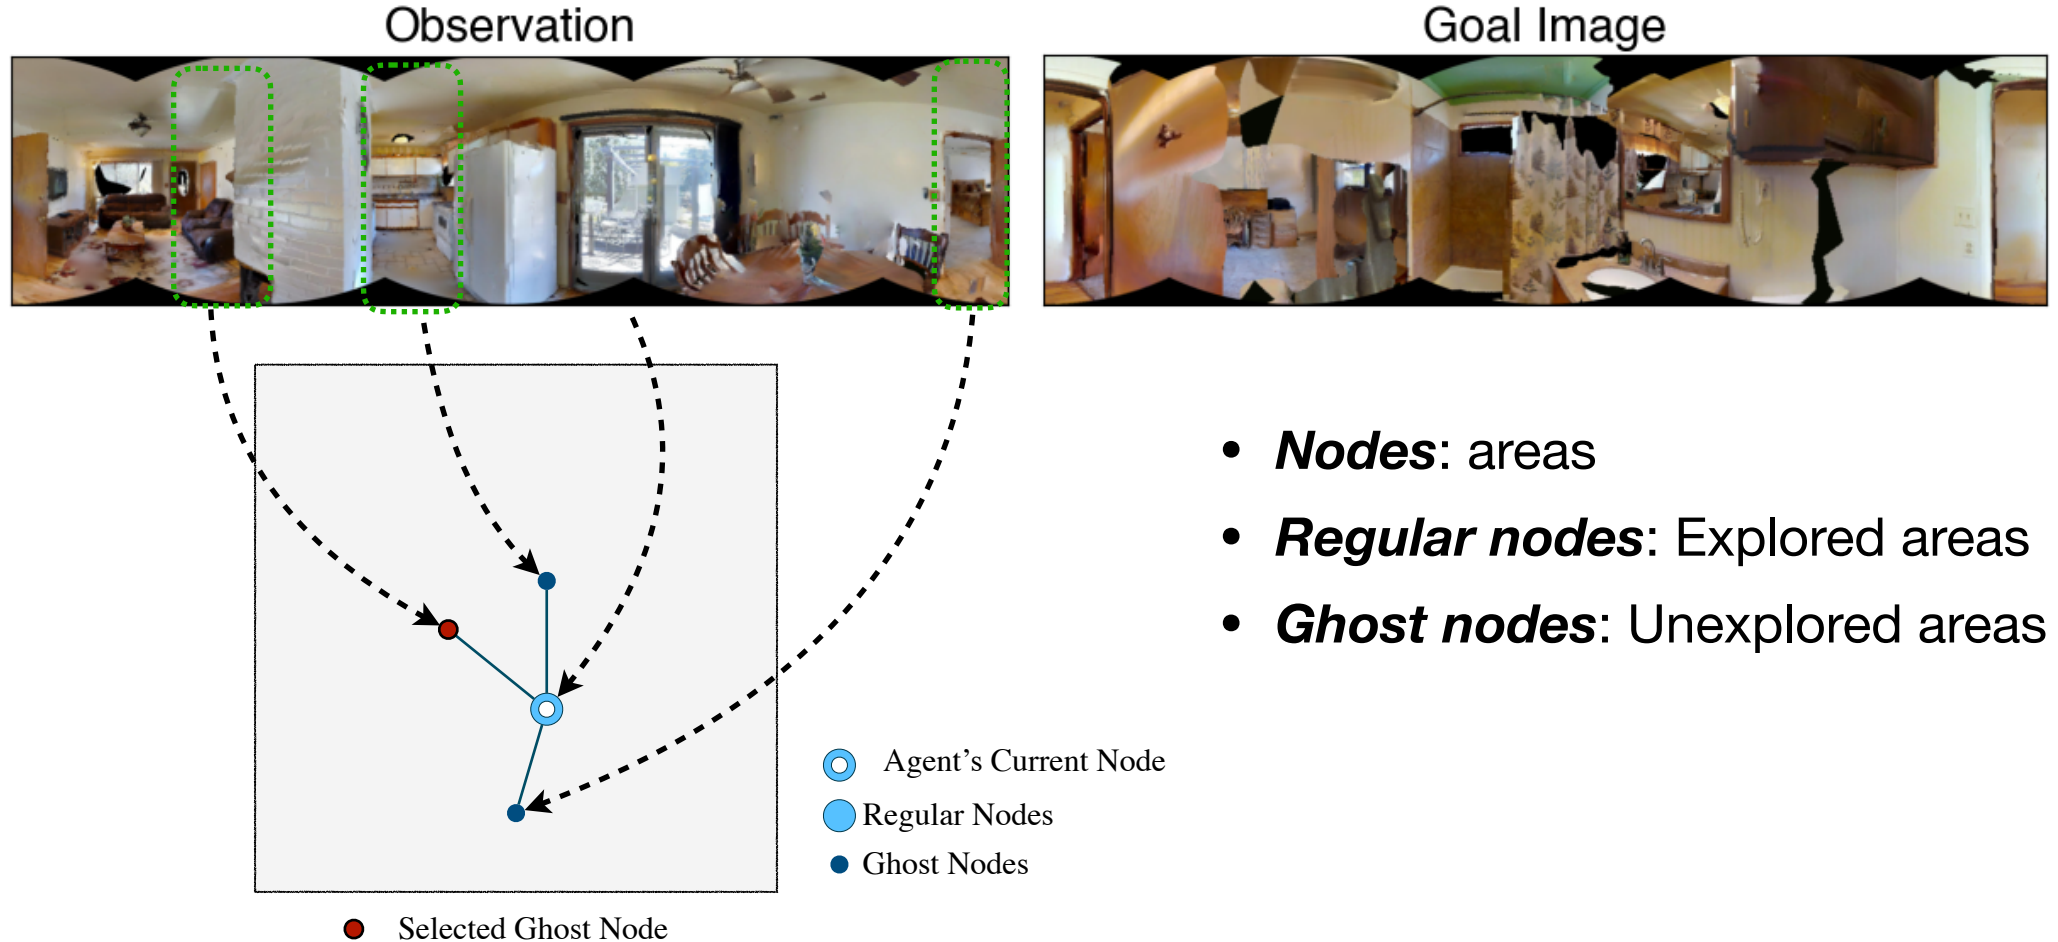 Observation
Goal Image
• Nodes: areas
• Regular nodes: Explored areas
• Ghost nodes: Unexplored areas
Agent’s Current Node
Regular Nodes
Ghost Nodes
Selected Ghost Node